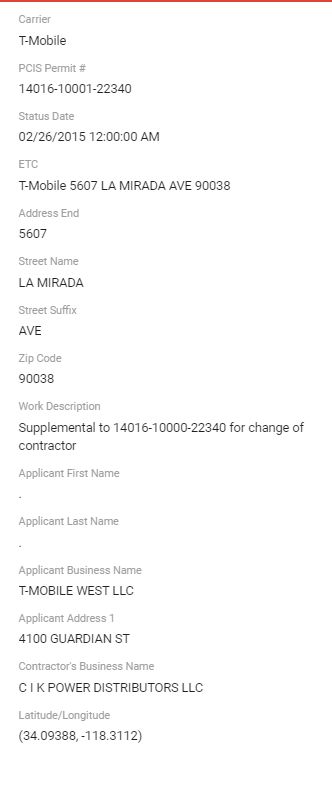 Carrier
T-Mobile
PCIS Permit #
14016-10001-22340
Status Date
02/26/2015 12:00:00 AM
ETC
T-Mobile 5607 LA MIRADA AVE 90038
Address End
5607
Street Name
LA MIRADA
Street Suffix
AVE
Zip Code
90038
Work Description
Supplemental to 14016-10000-22340 for change of
contractor
Applicant First Name
.
Applicant Last Name
.
Applicant Business Name
T-MOBILE WEST LLC
Applicant Address 1
4100 GUARDIAN ST
Contractor's Business Name
C I K POWER DISTRIBUTORS LLC
Latitude/Longitude
(34.09388, -118.3112)